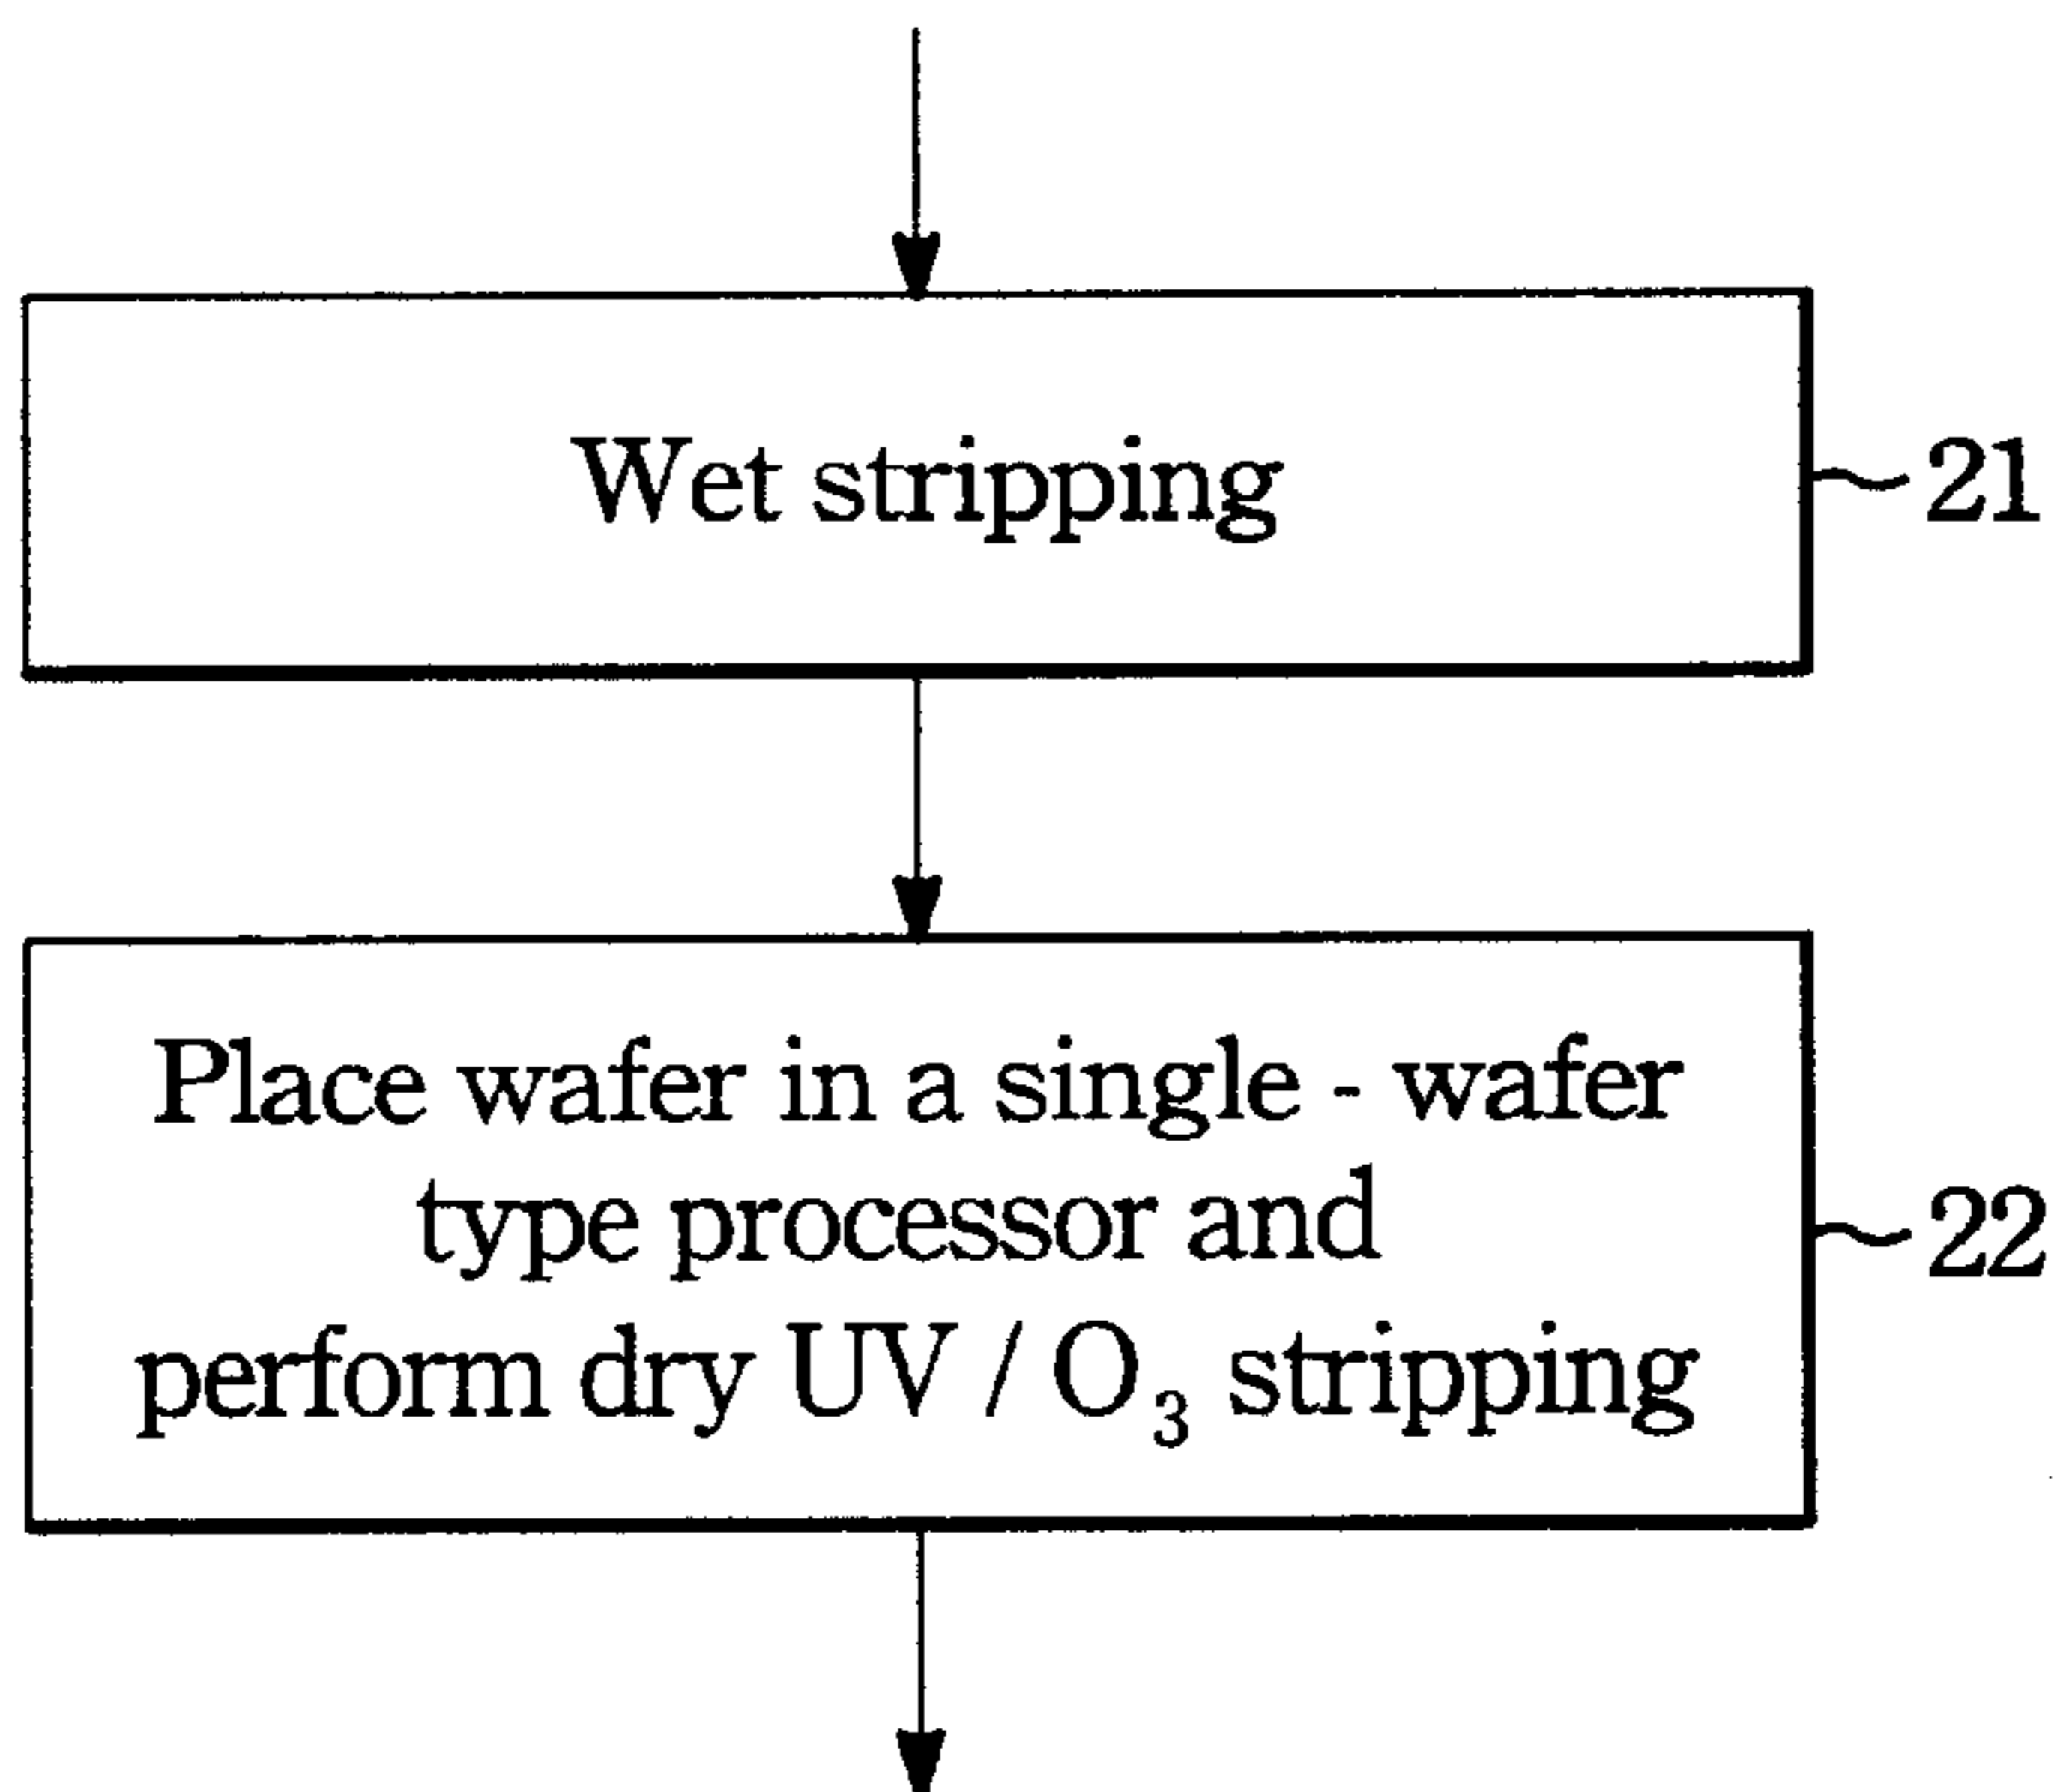 Wet stripping
21
Place wafer in a single - wafer
type processor and
22
perform dry UV / O₃ stripping